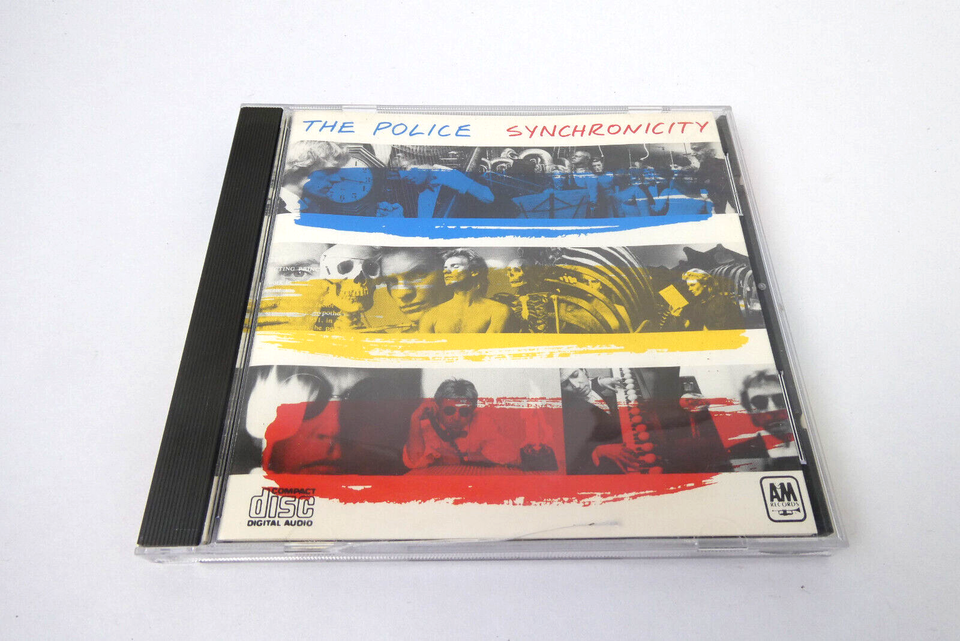 THE POLICE SYNCHRONICITY
COMPACT
disc
DIGITAL AUDIO
A&M
RECORDS